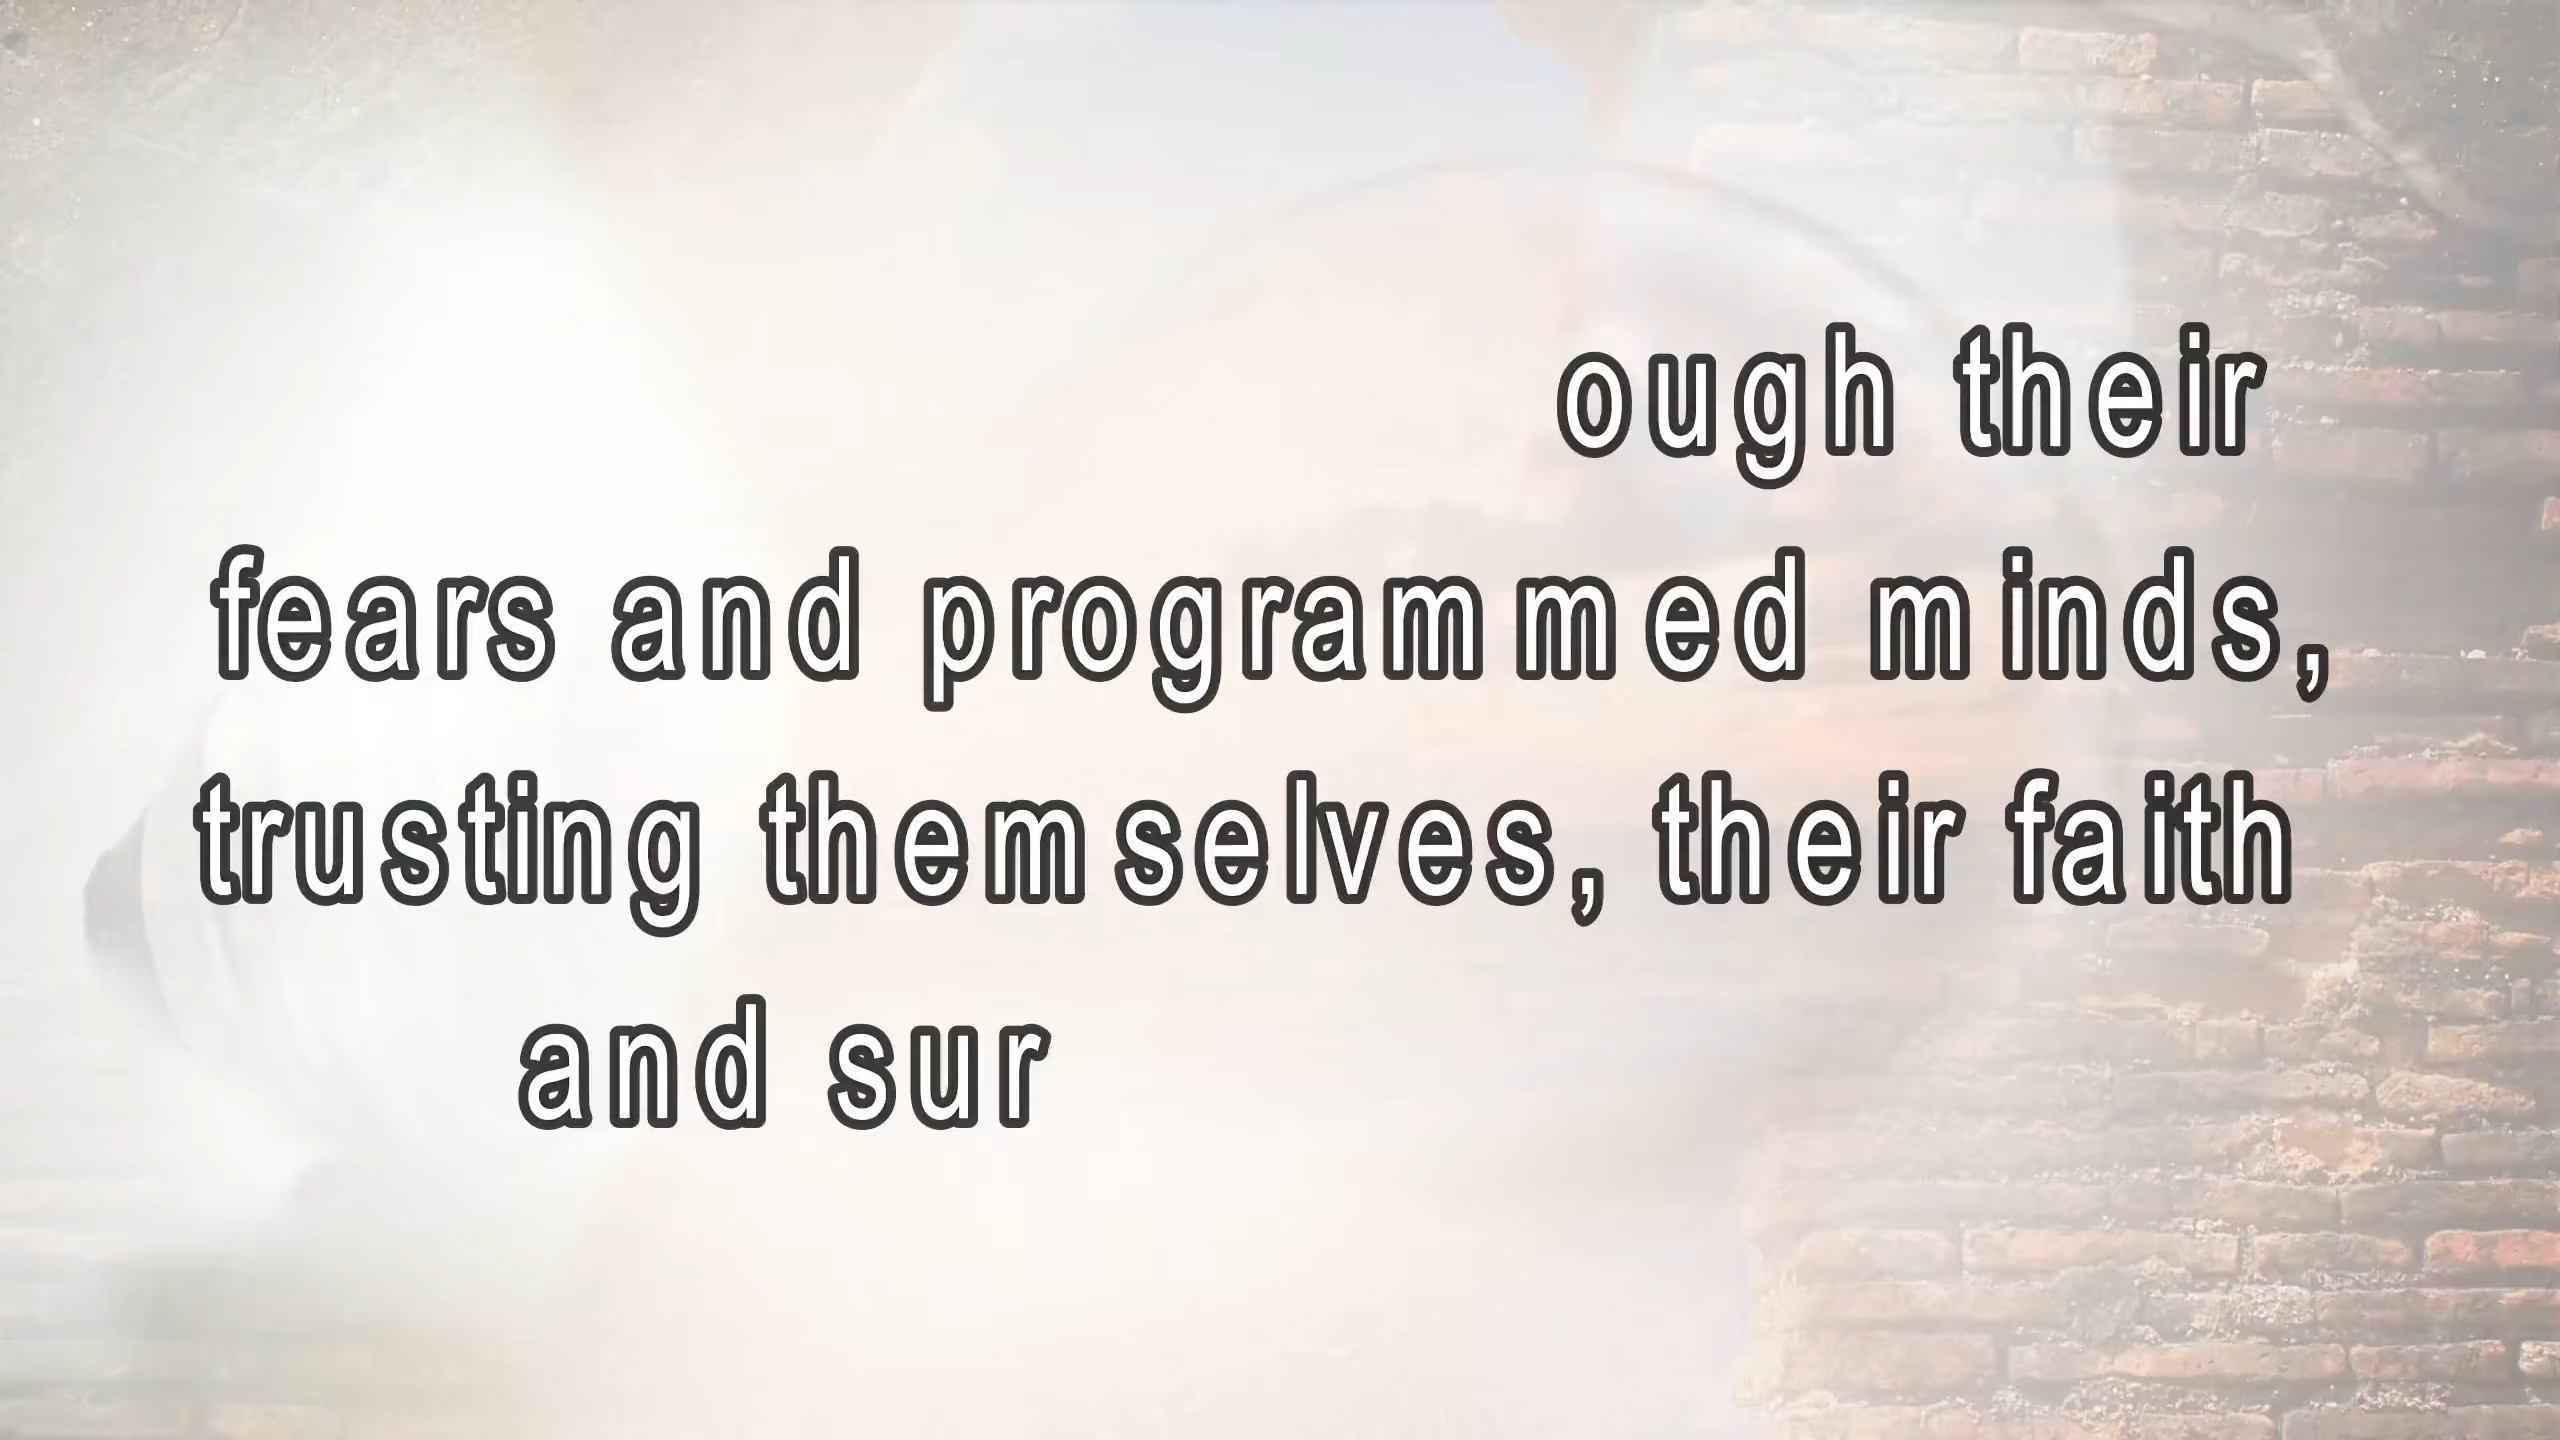 ough their
fears and programmed minds,
trusting themselves, their faith
and sur